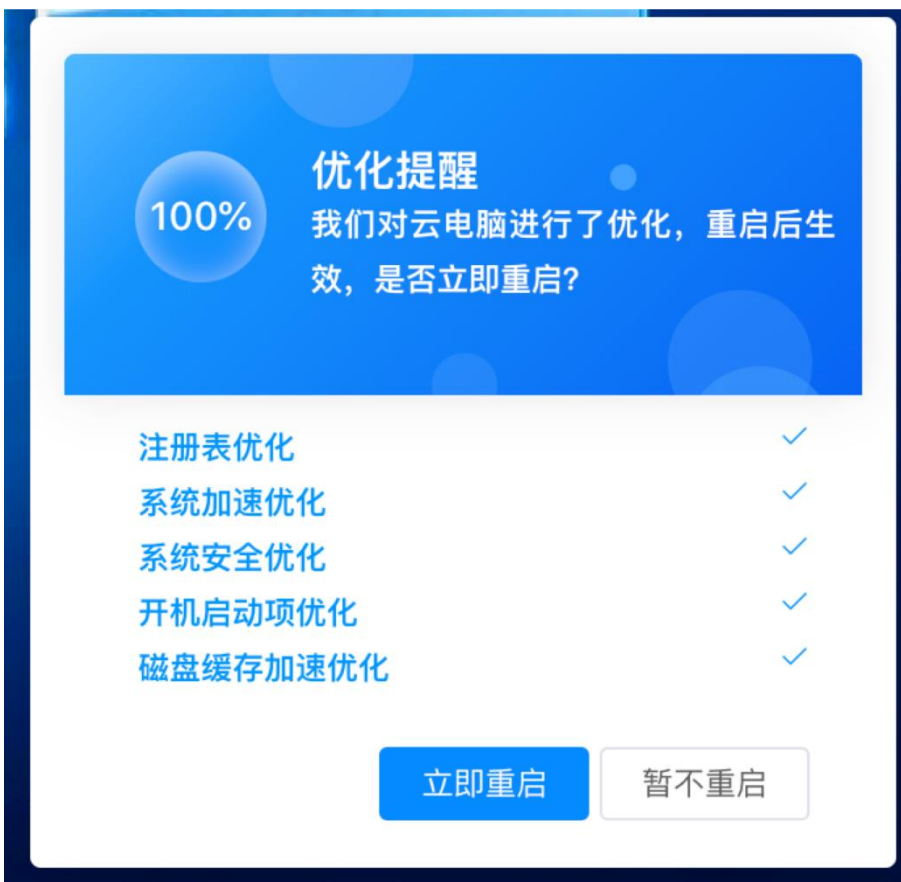 优化提醒
100%
我们对云电脑进行了优化，重启后生
效，是否立即重启?
注册表优化
系统加速优化
系统安全优化
开机启动项优化
磁盘缓存加速优化
立即重启 暂不重启